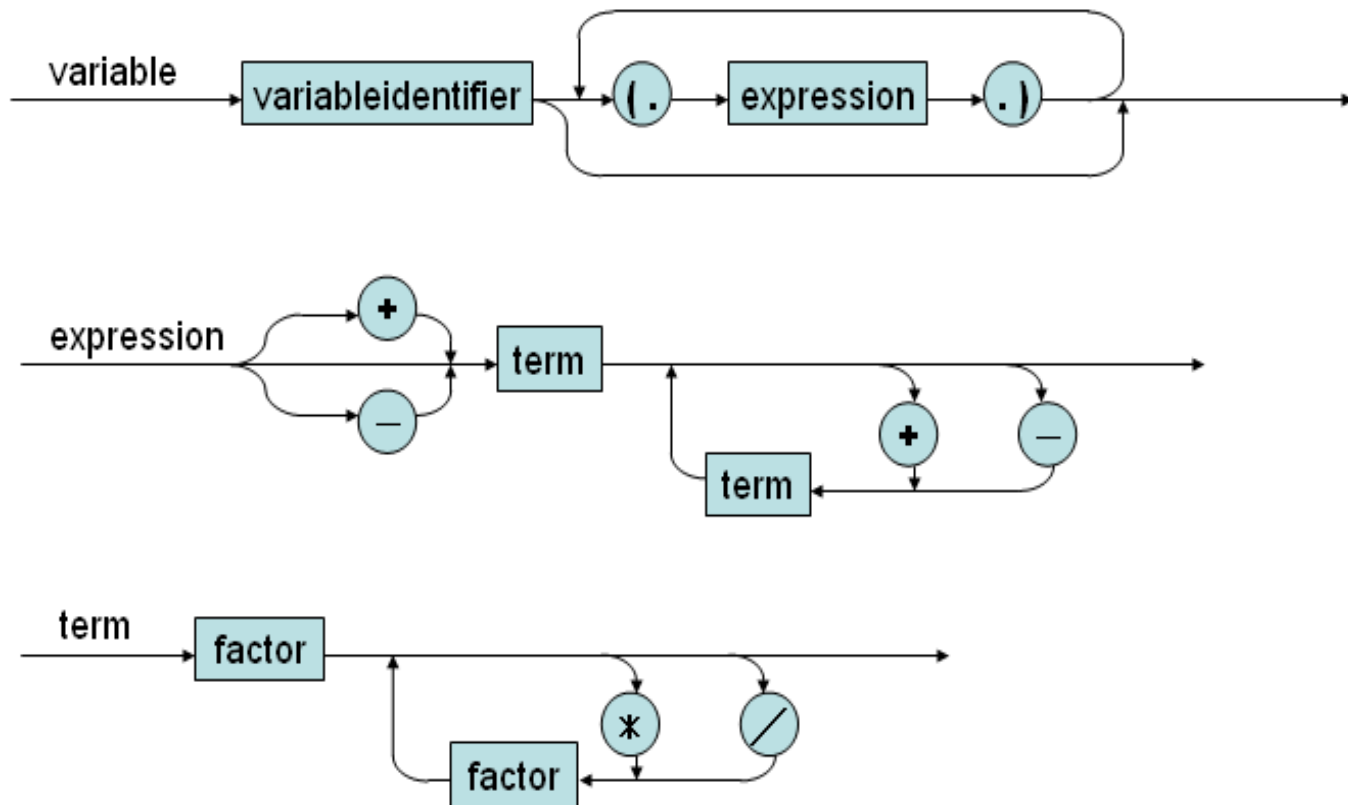 variable
variableidentifier (. expression .)
+
expression
term
–
+ –
term
term
factor
* /
factor